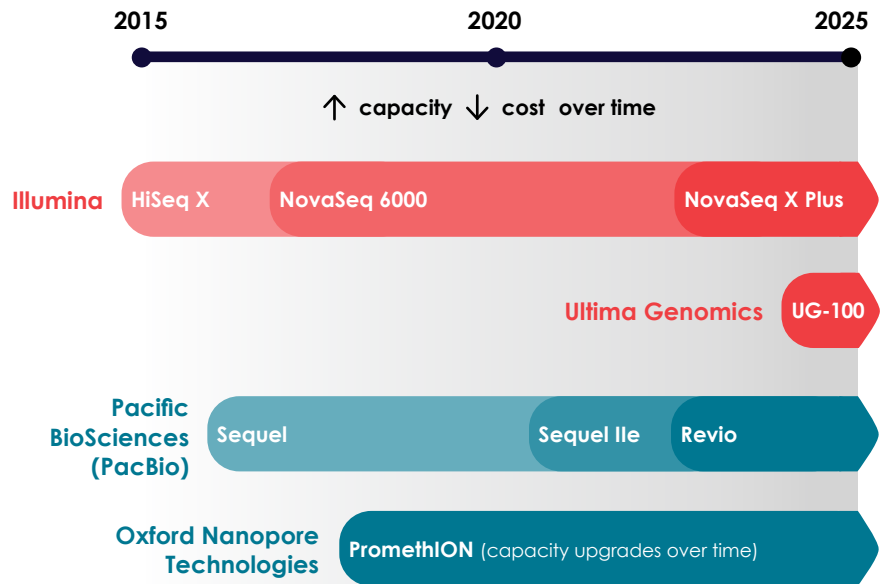 2015 2020 2025
↑ capacity ↓ cost over time
Illumina HiSeq X NovaSeq 6000 NovaSeq X Plus
Ultima Genomics UG-100
Pacific
BioSciences
(PacBio)
Sequel Sequel IIe Revio
Oxford Nanopore
Technologies
PromethION (capacity upgrades over time)